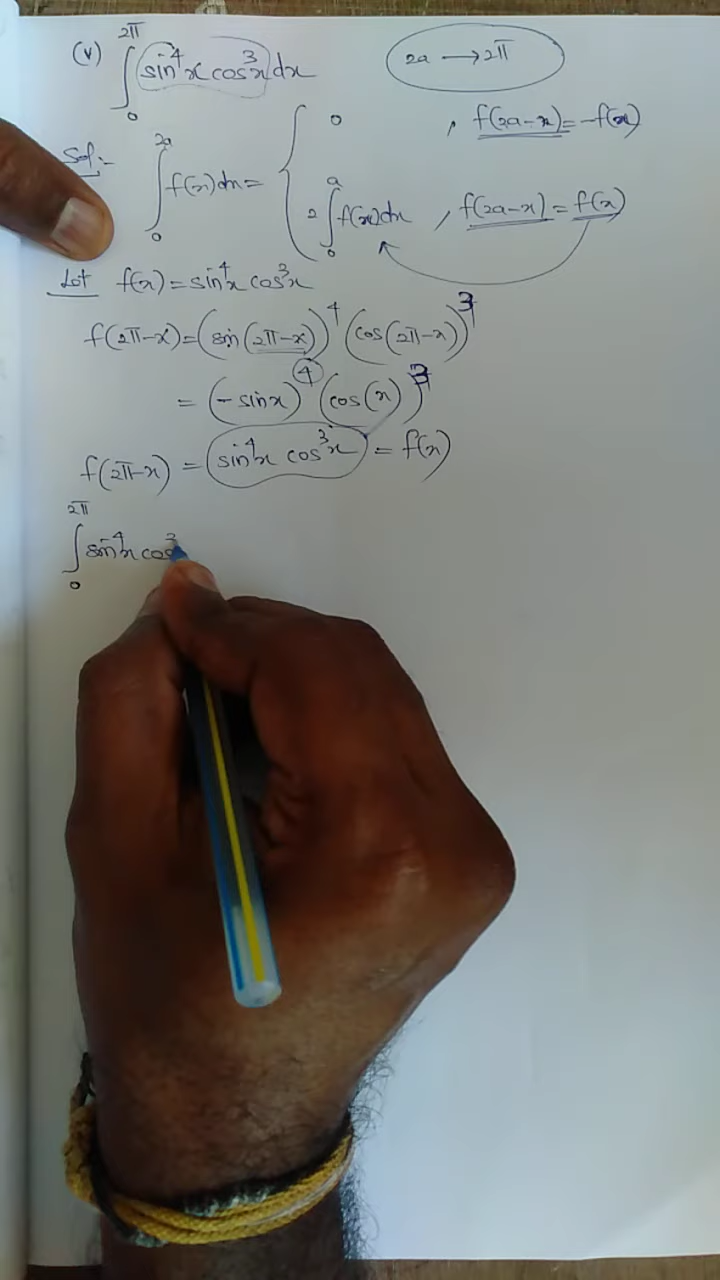 (v) ∫₀^2π sin⁴x cos³x dx    2a → 2π
Sol:- ∫₀^2a f(x)dx = { 0 , f(2a-x)=-f(x)
2∫₀^a f(x)dx , f(2a-x)=f(x)
Let f(x)=sin⁴x cos³x
f(2π-x)=(sin(2π-x))⁴ (cos(2π-x))³
= (-sinx)⁴ (cos(x))³
f(2π-x) = sin⁴x cos³x = f(x)
∫₀^2π sin⁴x cos³